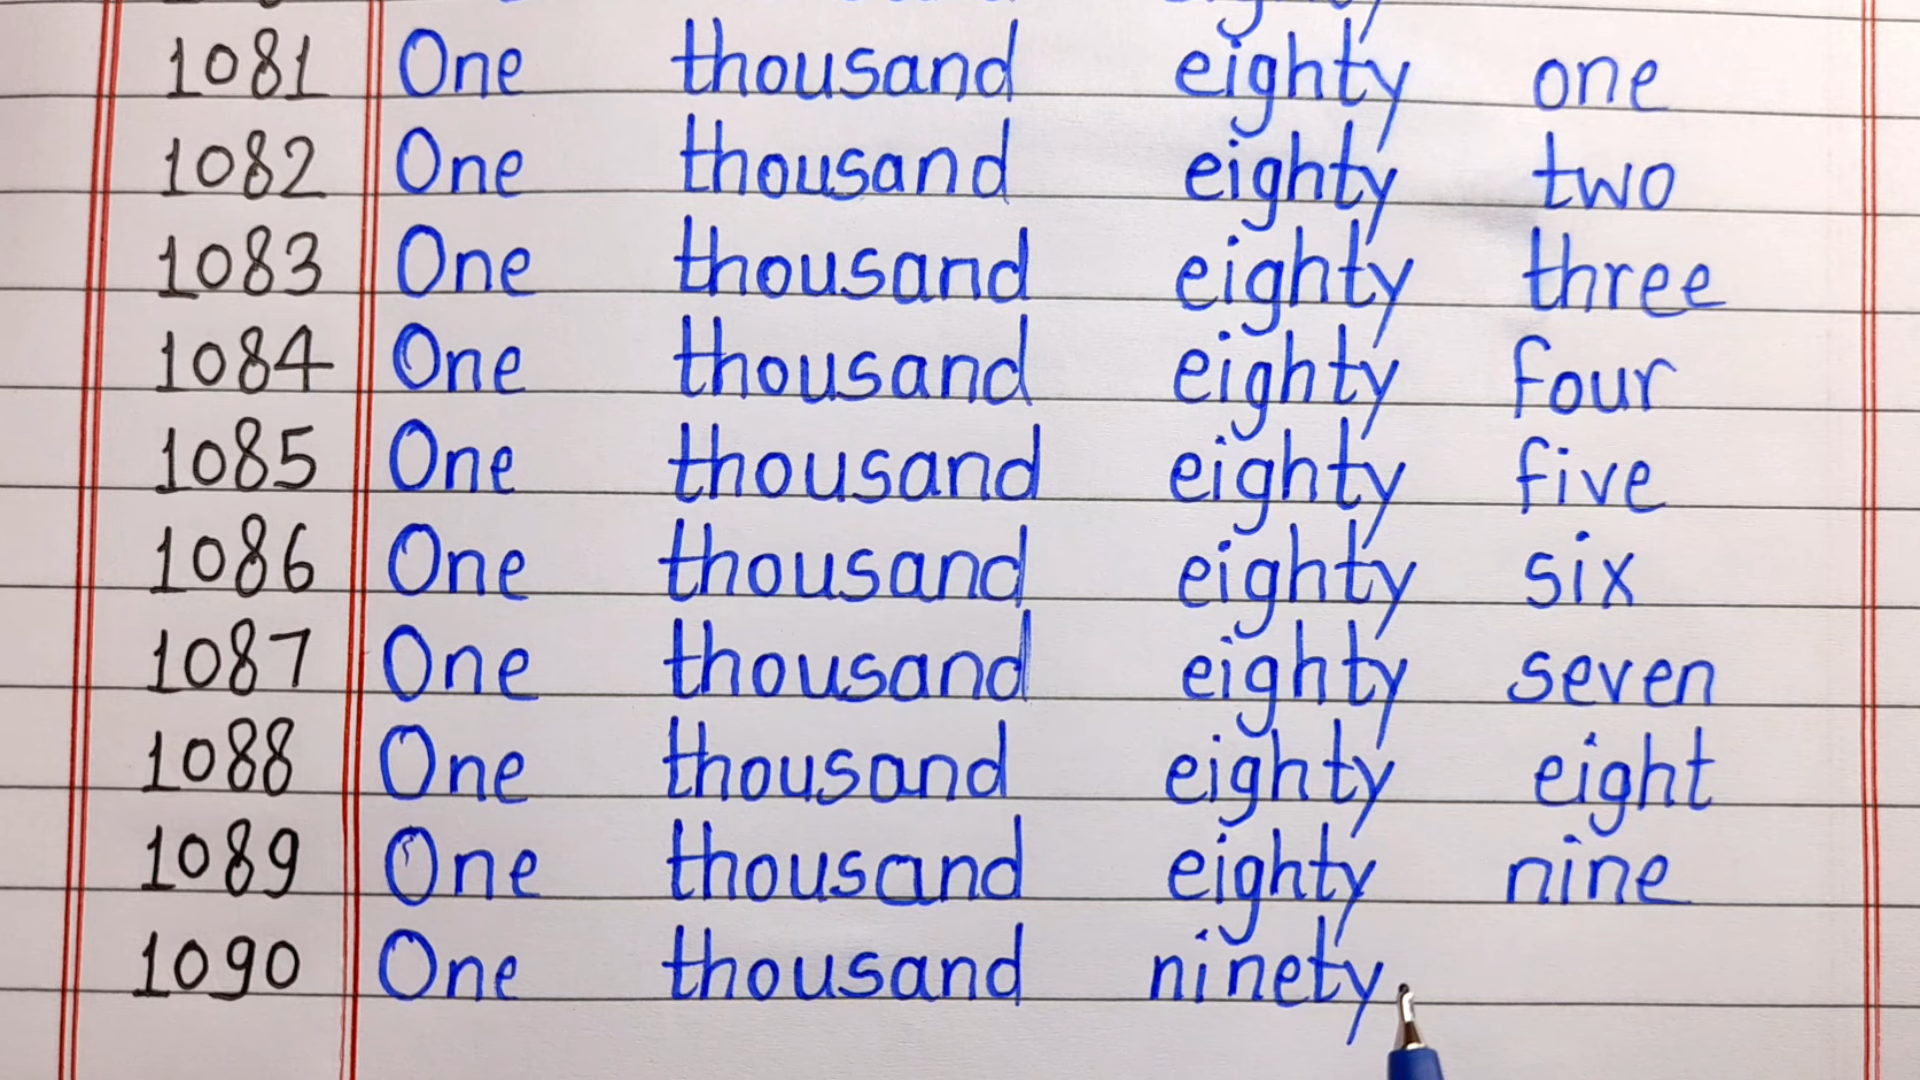 1081 One thousand eighty one
1082 One thousand eighty two
1083 One thousand eighty three
1084 One thousand eighty four
1085 One thousand eighty five
1086 One thousand eighty six
1087 One thousand eighty seven
1088 One thousand eighty eight
1089 One thousand eighty nine
1090 One thousand ninety